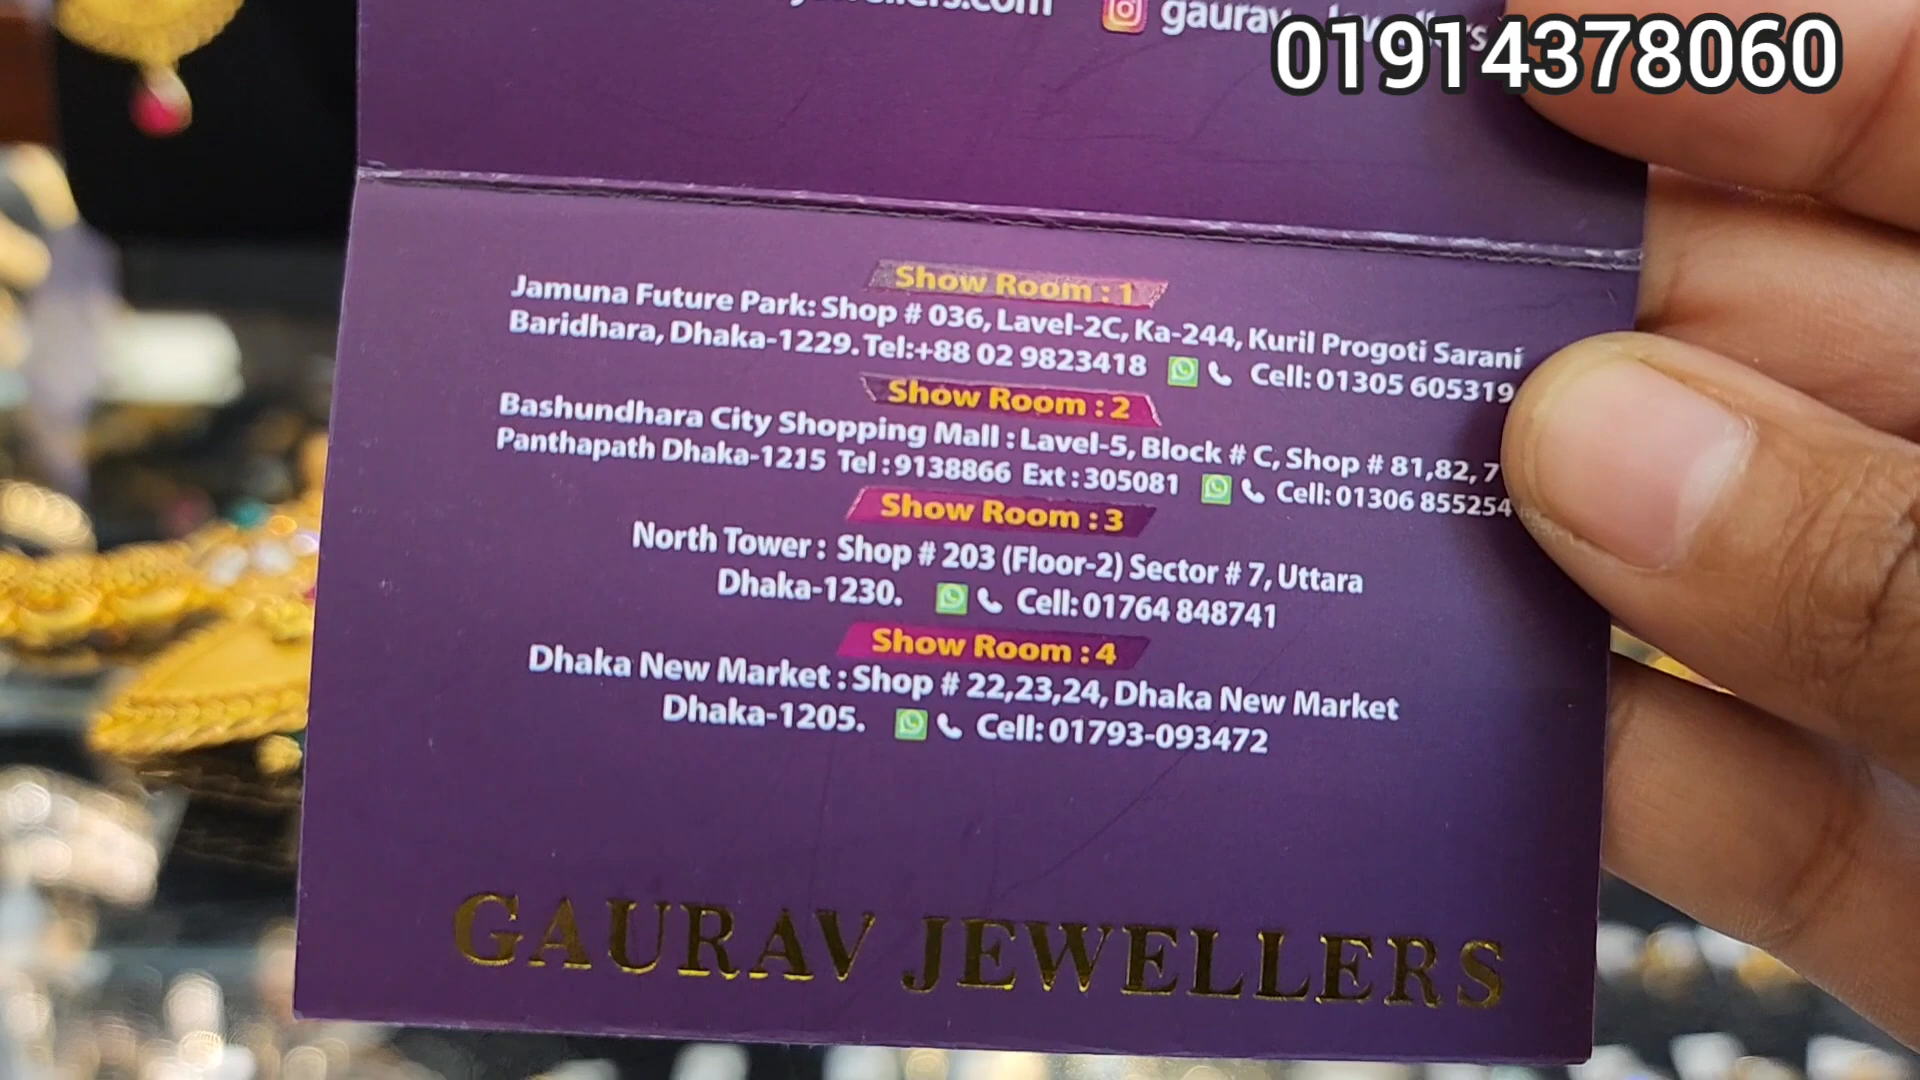 gaurav
01914378060
Show Room : 1
Jamuna Future Park: Shop # 036, Lavel-2C, Ka-244, Kuril Progoti Sarani
Baridhara, Dhaka-1229. Tel:+88 02 9823418 Cell: 01305 605319
Show Room : 2
Bashundhara City Shopping Mall : Lavel-5, Block # C, Shop # 81,82,
Panthapath Dhaka-1215 Tel : 9138866 Ext : 305081 Cell: 01306 855254
Show Room : 3
North Tower : Shop # 203 (Floor-2) Sector # 7, Uttara
Dhaka-1230. Cell: 01764 848741
Show Room : 4
Dhaka New Market : Shop # 22,23,24, Dhaka New Market
Dhaka-1205. Cell: 01793-093472
GAURAV JEWELLERS